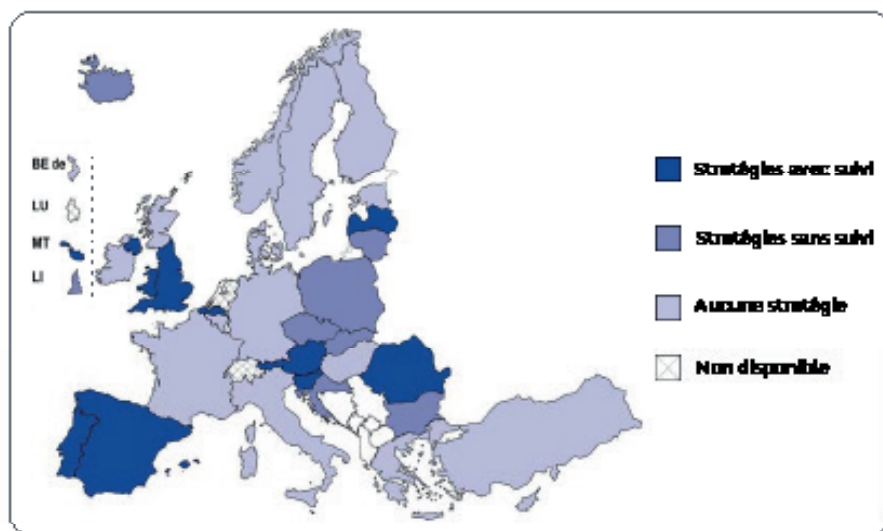 BE de
LU
MT
LI
Stratégies avec suivi
Stratégies sans suivi
Aucune stratégie
Non disponible